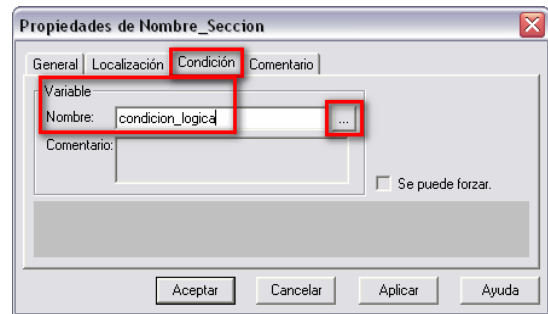 Propiedades de Nombre_Seccion
General Localización Condición Comentario
Variable
Nombre: condicion_logica ...
Comentario:
Se puede forzar.
Aceptar Cancelar Aplicar Ayuda